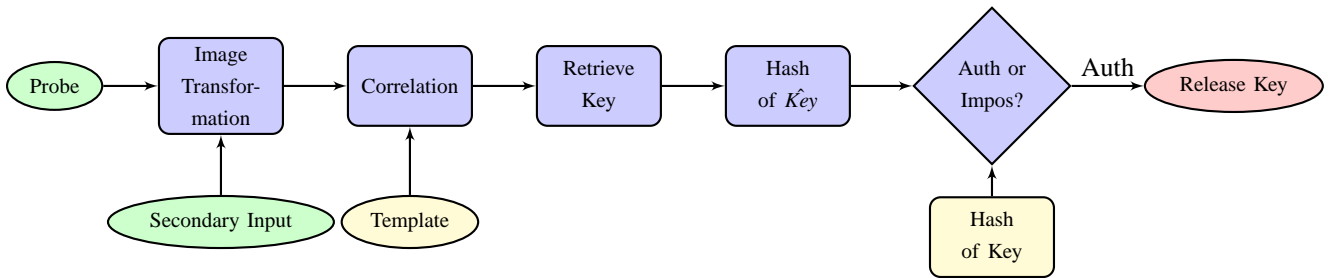 Probe
Image
Transfor-
mation
Correlation
Retrieve
Key
Hash
of Kêy
Auth or
Impos?
Auth
Release Key
Secondary Input
Template
Hash
of Key